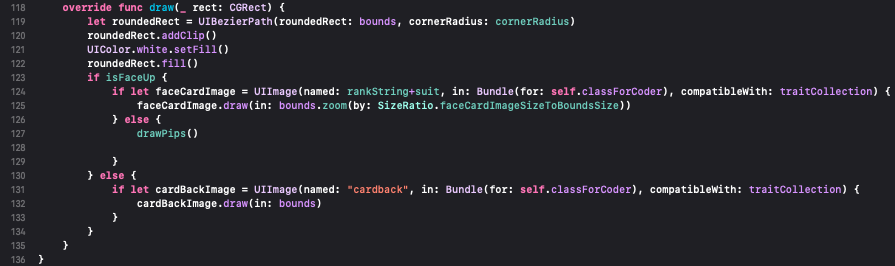 118 override func draw(_ rect: CGRect) {
119 let roundedRect = UIBezierPath(roundedRect: bounds, cornerRadius: cornerRadius)
120 roundedRect.addClip()
121 UIColor.white.setFill()
122 roundedRect.fill()
123 if isFaceUp {
124 if let faceCardImage = UIImage(named: rankString+suit, in: Bundle(for: self.classForCoder), compatibleWith: traitCollection) {
125 faceCardImage.draw(in: bounds.zoom(by: SizeRatio.faceCardImageSizeToBoundsSize))
126 } else {
127 drawPips()
128
129 }
130 } else {
131 if let cardBackImage = UIImage(named: "cardback", in: Bundle(for: self.classForCoder), compatibleWith: traitCollection) {
132 cardBackImage.draw(in: bounds)
133 }
134 }
135 }
136 }